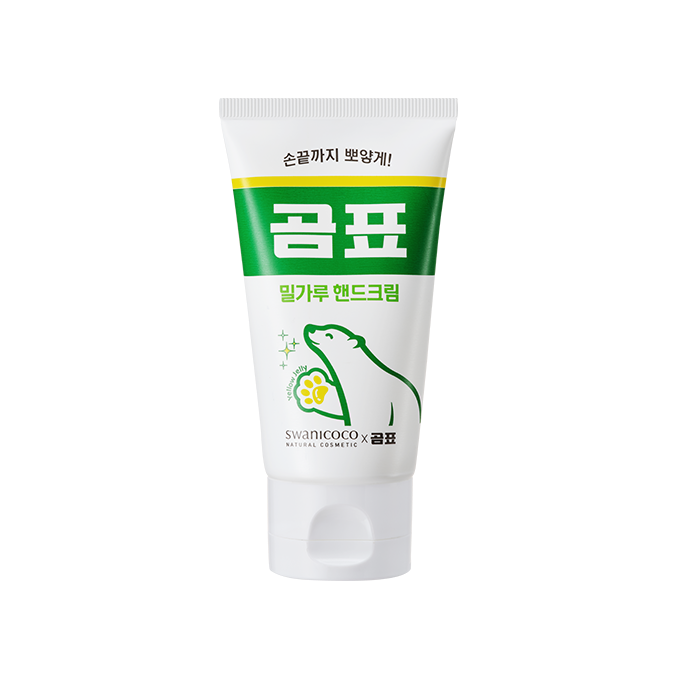 손끝까지 뽀얗게!
곰표
밀가루 핸드크림
yellow jelly
swanicoco x 곰표
NATURAL COSMETIC